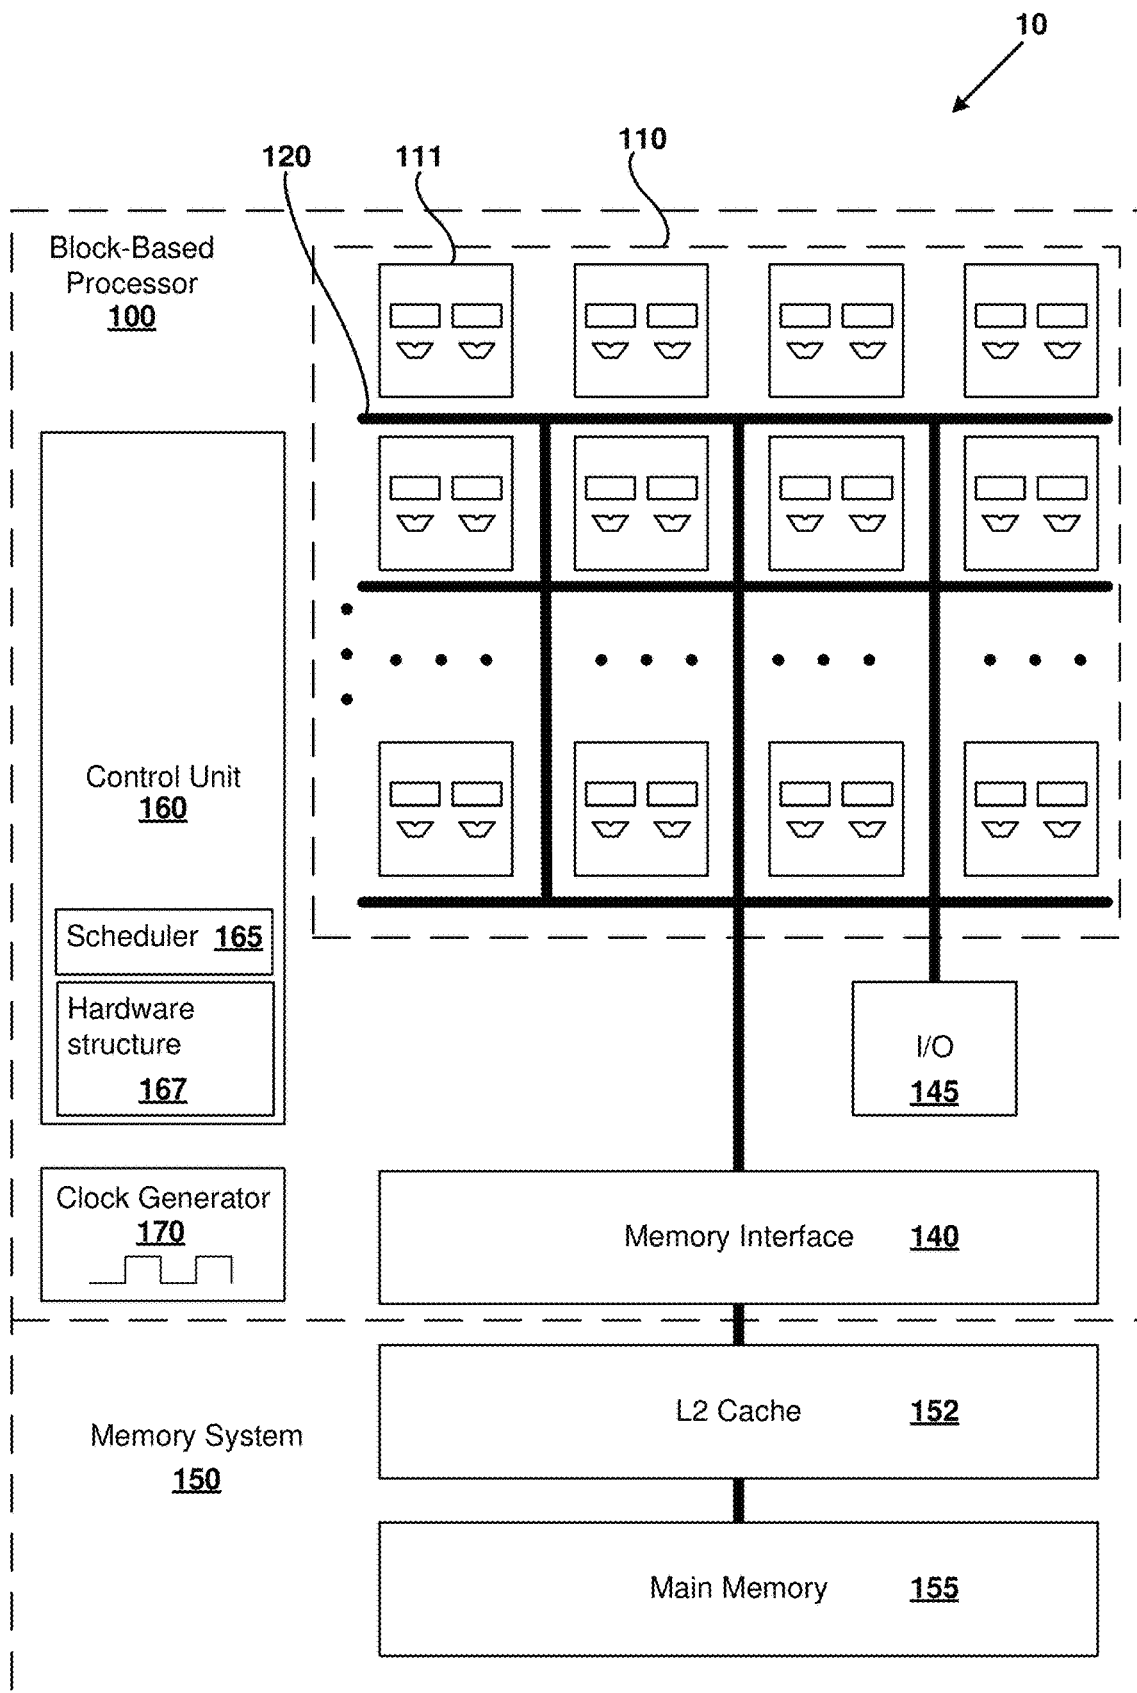 10
110
120
111
Block-Based
Processor
100
Control Unit
160
Scheduler 165
Hardware
structure
167
I/O
145
Clock Generator
170
Memory Interface 140
L2 Cache 152
Memory System
150
Main Memory 155